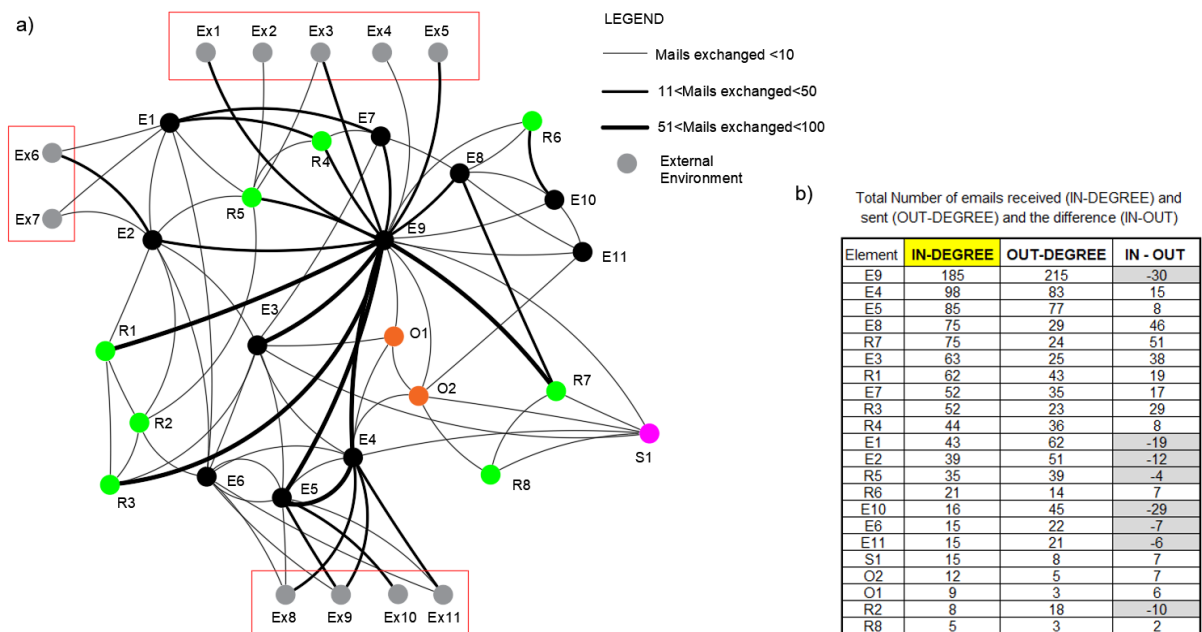 a)
Ex1 Ex2 Ex3 Ex4 Ex5
LEGEND
Mails exchanged <10
11<Mails exchanged<50
51<Mails exchanged<100
External
Environment
E1
E7
R6
Ex6
R4
E8
E10
Ex7
R5
E9
E2
E11
E3
R1
O1
O2
R7
R2
E4
S1
R3
E6
E5
R8
Ex8 Ex9 Ex10 Ex11
b)
Total Number of emails received (IN-DEGREE) and
sent (OUT-DEGREE) and the difference (IN-OUT)
Element IN-DEGREE OUT-DEGREE IN - OUT
E9 185 215 -30
E4 98 83 15
E5 85 77 8
E8 75 29 46
R7 75 24 51
E3 63 25 38
R1 62 43 19
E7 52 35 17
R3 52 23 29
R4 44 36 8
E1 43 62 -19
E2 39 51 -12
R5 35 39 -4
R6 21 14 7
E10 16 45 -29
E6 15 22 -7
E11 15 21 -6
S1 15 8 7
O2 12 5 7
O1 9 3 6
R2 8 18 -10
R8 5 3 2